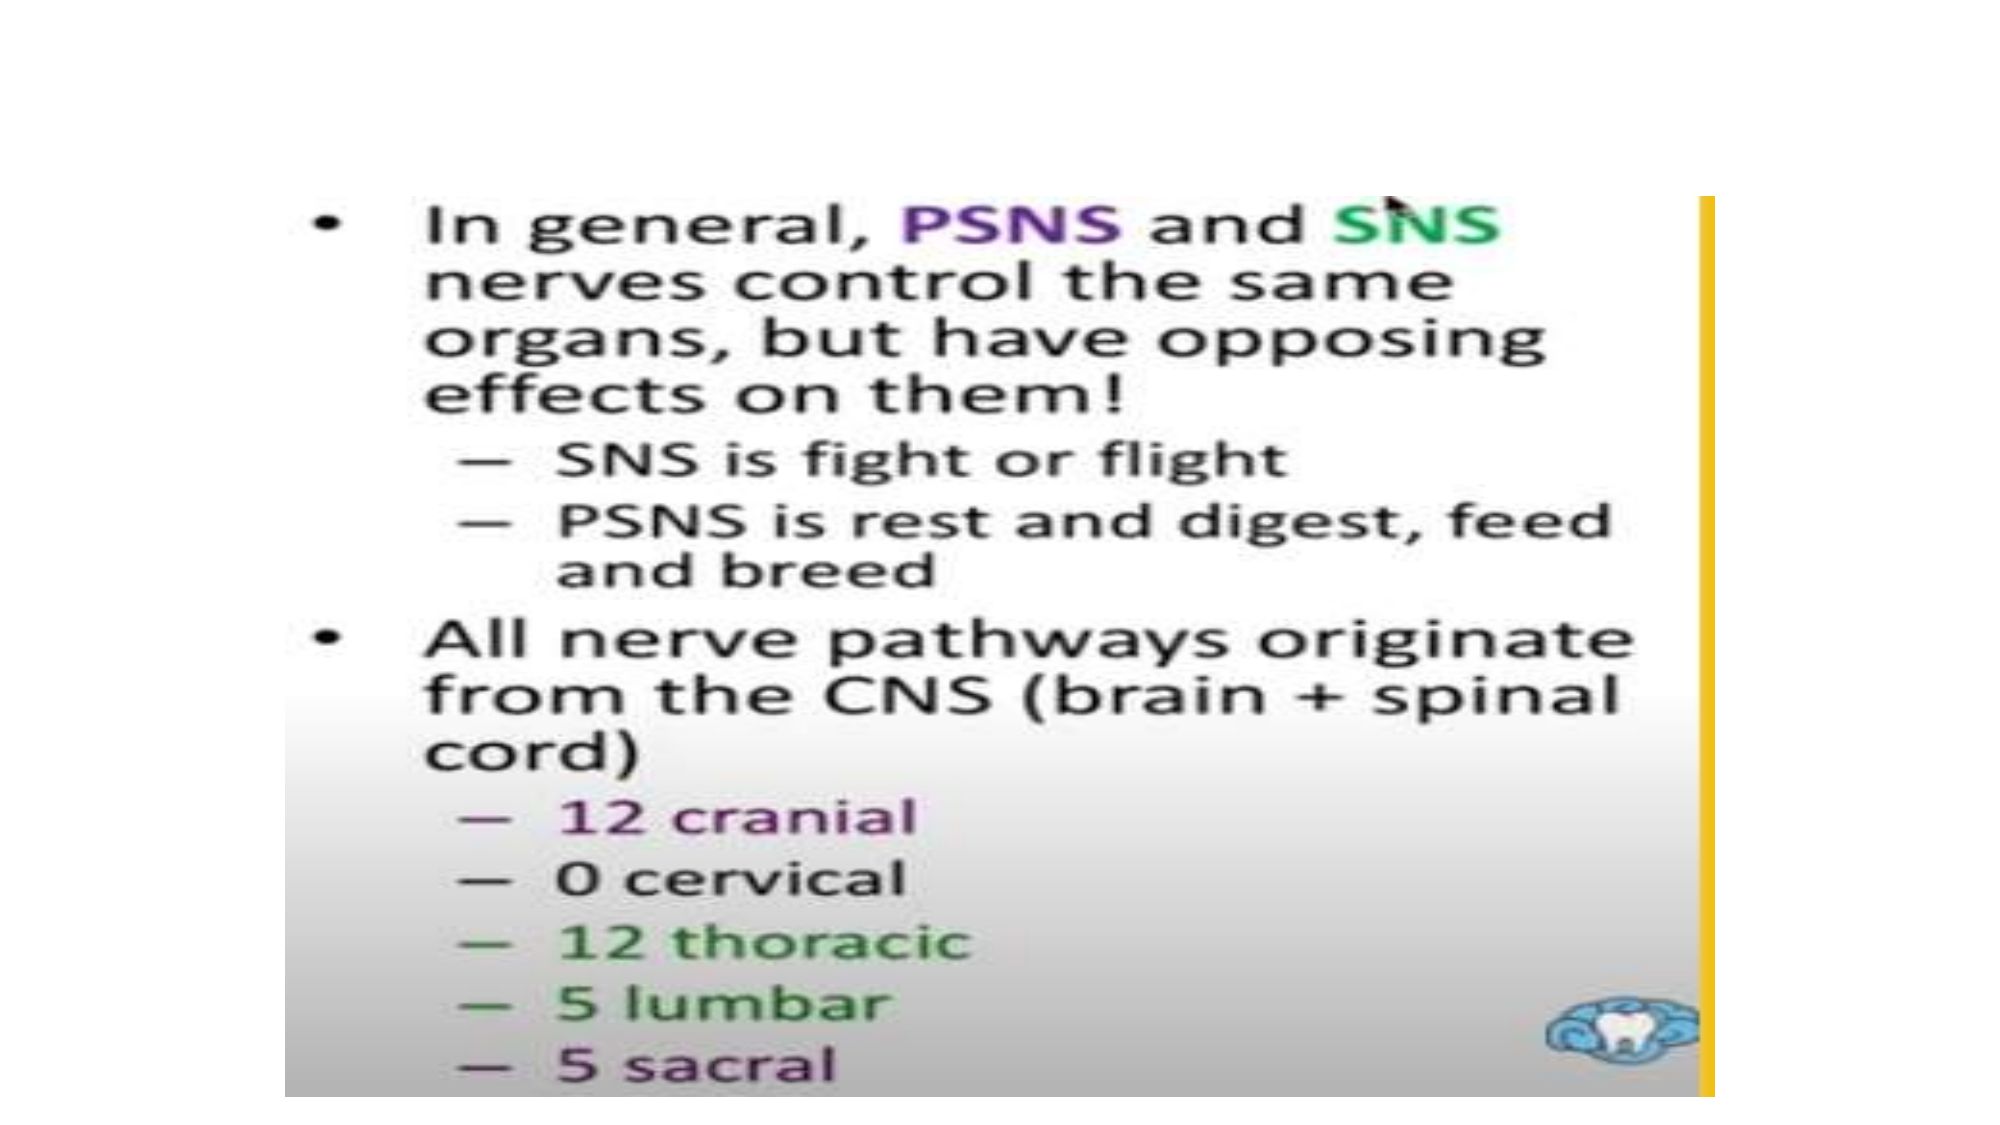 • In general, PSNS and SNS
nerves control the same
organs, but have opposing
effects on them!
— SNS is fight or flight
— PSNS is rest and digest, feed
and breed
• All nerve pathways originate
from the CNS (brain + spinal
cord)
— 12 cranial
— 0 cervical
— 12 thoracic
— 5 lumbar
— 5 sacral